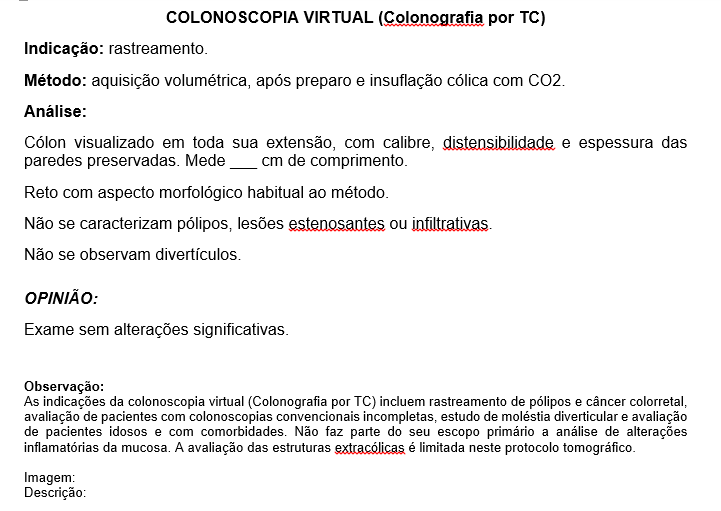 COLONOSCOPIA VIRTUAL (Colonografia por TC)
Indicação: rastreamento.
Método: aquisição volumétrica, após preparo e insuflação cólica com CO2.
Análise:
Cólon visualizado em toda sua extensão, com calibre, distensibilidade e espessura das
paredes preservadas. Mede ___ cm de comprimento.
Reto com aspecto morfológico habitual ao método.
Não se caracterizam pólipos, lesões estenosantes ou infiltrativas.
Não se observam divertículos.
OPINIÃO:
Exame sem alterações significativas.
Observação:
As indicações da colonoscopia virtual (Colonografia por TC) incluem rastreamento de pólipos e câncer colorretal,
avaliação de pacientes com colonoscopias convencionais incompletas, estudo de moléstia diverticular e avaliação
de pacientes idosos e com comorbidades. Não faz parte do seu escopo primário a análise de alterações
inflamatórias da mucosa. A avaliação das estruturas extracólicas é limitada neste protocolo tomográfico.
Imagem:
Descrição: